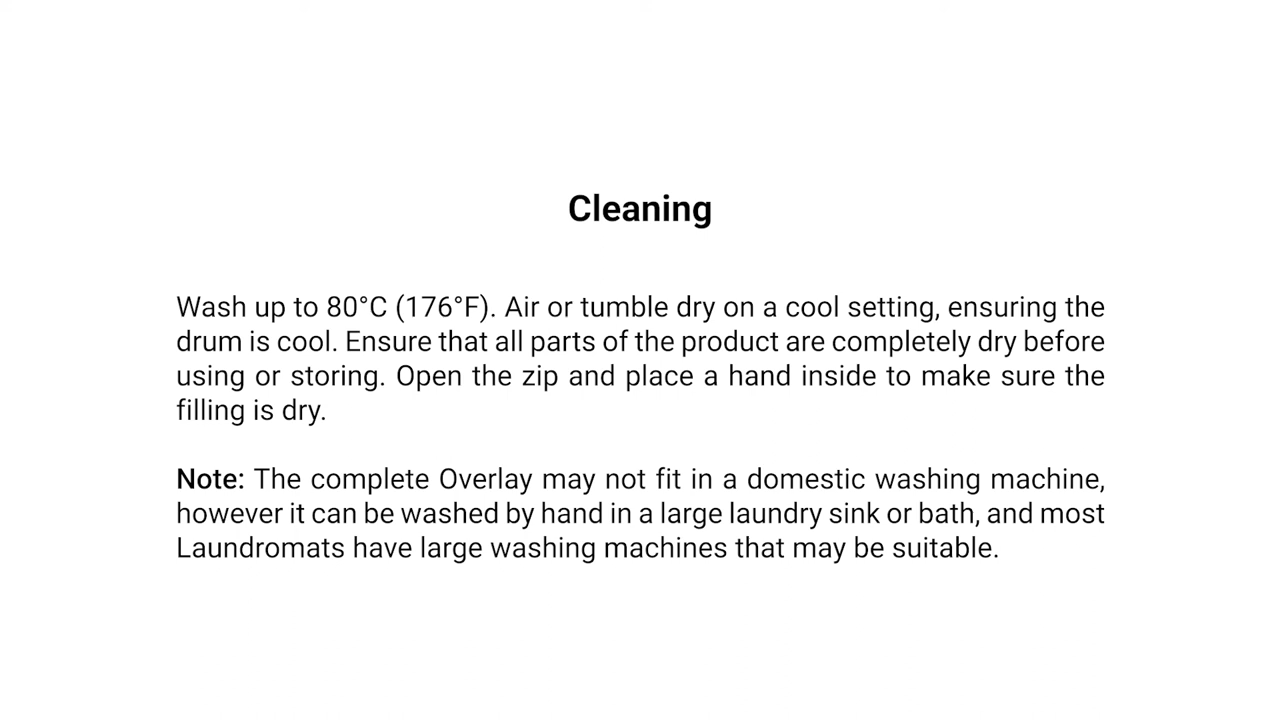 Cleaning
Wash up to 80°C (176°F). Air or tumble dry on a cool setting, ensuring the
drum is cool. Ensure that all parts of the product are completely dry before
using or storing. Open the zip and place a hand inside to make sure the
filling is dry.
Note: The complete Overlay may not fit in a domestic washing machine,
however it can be washed by hand in a large laundry sink or bath, and most
Laundromats have large washing machines that may be suitable.